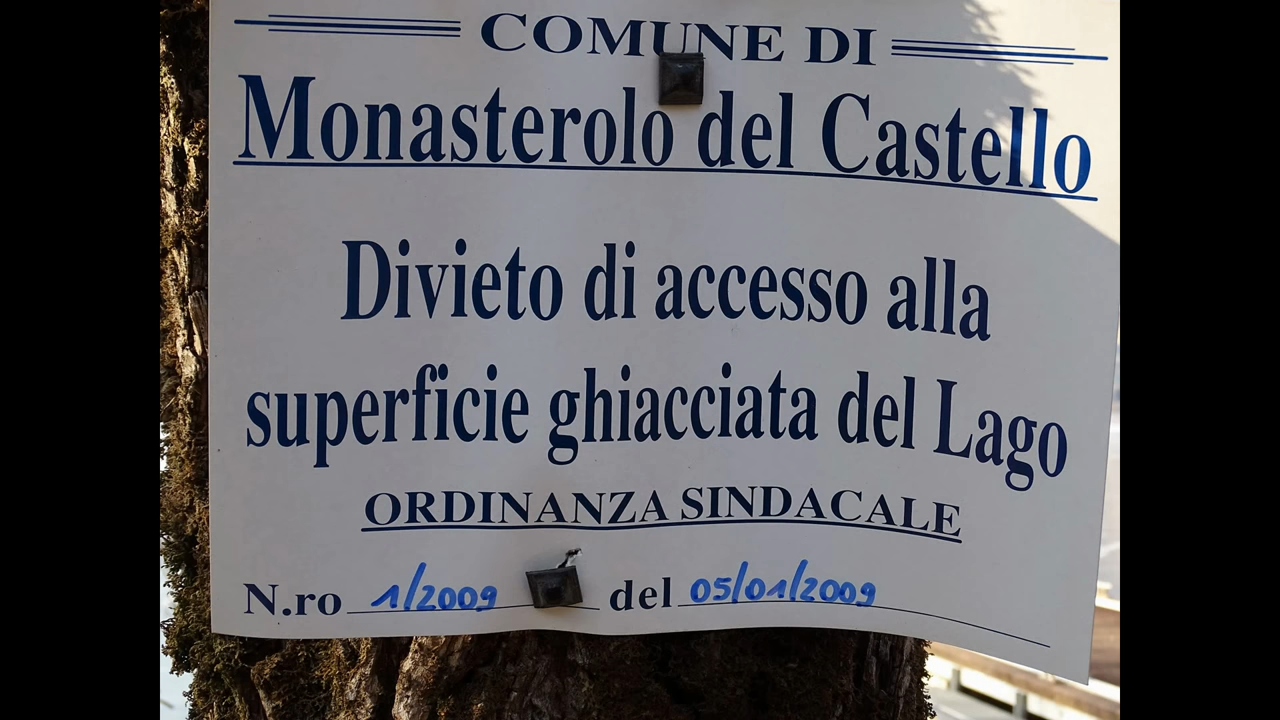 COMUNE DI
Monasterolo del Castello
Divieto di accesso alla
superficie ghiacciata del Lago
ORDINANZA SINDACALE
N.ro 1/2009 del 05/01/2009